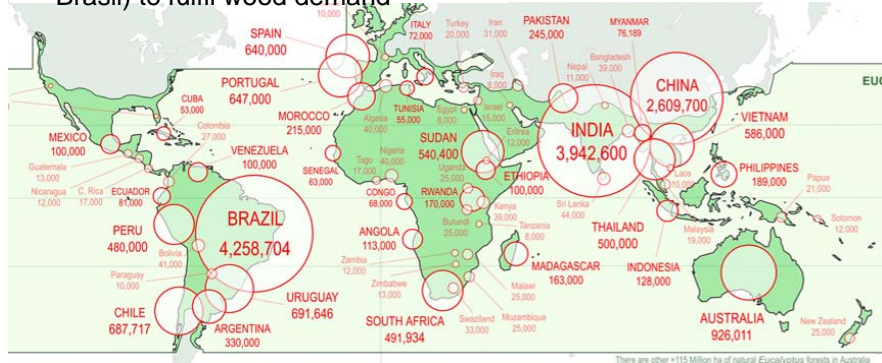 Brasil) to fulfil wood demand
10,000
SPAIN
640,000
ITALY
72,000
Turkey
20,000
Iran
31,000
PAKISTAN
245,000
MYANMAR
76,189
Bangladesh
39,000
Nepal
11,000
CHINA
2,609,700
EUC
PORTUGAL
647,000
Iraq
8,000
CUBA
53,000
MOROCCO
215,000
Algeria
40,000
TUNISIA
55,000
Egypt
8,000
Israel
15,000
INDIA
3,942,600
VIETNAM
586,000
MEXICO
100,000
Colombia
27,000
VENEZUELA
100,000
SUDAN
540,400
Eritrea
12,000
Guatemala
13,000
Nicaragua
12,000
C. Rica
17,000
ECUADOR
81,000
SENEGAL
63,000
Togo
17,000
Nigeria
40,000
Uganda
25,000
ETHIOPIA
100,000
Laos
10,000
PHILIPPINES
189,000
CONGO
68,000
RWANDA
170,000
Kenya
39,000
Sri Lanka
44,000
Papua
21,000
PERU
480,000
BRAZIL
4,258,704
ANGOLA
113,000
Burundi
25,000
Tanzania
8,000
THAILAND
500,000
Malaysia
19,000
Solomon
12,000
Bolivia
41,000
Zambia
12,000
MADAGASCAR
163,000
INDONESIA
128,000
Paraguay
10,000
Zimbabwe
13,000
Malawi
25,000
CHILE
687,717
URUGUAY
691,646
ARGENTINA
330,000
SOUTH AFRICA
491,934
Swaziland
33,000
Mozambique
25,000
AUSTRALIA
926,011
New Zealand
25,000
There are other +115 Million ha of natural Eucalyptus forests in Australia